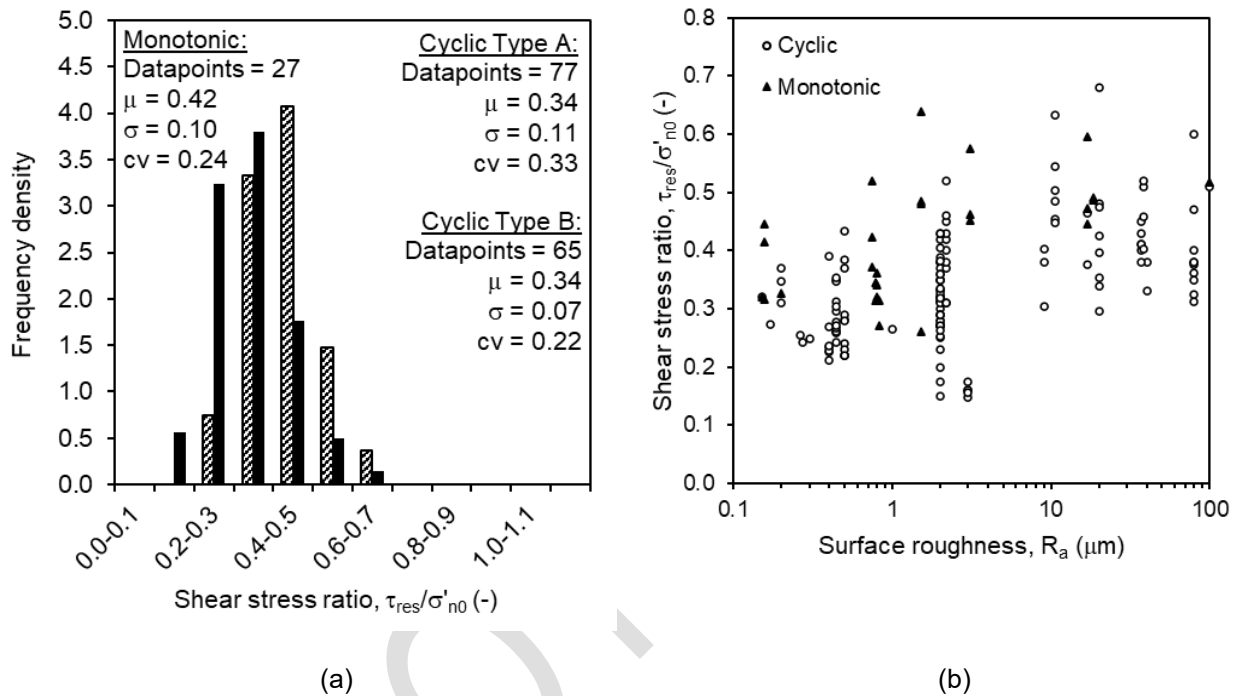 5.0
4.5
4.0
3.5
3.0
2.5
2.0
1.5
1.0
0.5
0.0
Frequency density
Monotonic:
Datapoints = 27
μ = 0.42
σ = 0.10
cv = 0.24
Cyclic Type A:
Datapoints = 77
μ = 0.34
σ = 0.11
cv = 0.33
Cyclic Type B:
Datapoints = 65
μ = 0.34
σ = 0.07
cv = 0.22
0.0-0.1
0.2-0.3
0.4-0.5
0.6-0.7
0.8-0.9
1.0-1.1
Shear stress ratio, τres/σ'n0 (-)
(a)
0.8
0.7
0.6
0.5
0.4
0.3
0.2
0.1
0.0
Shear stress ratio, τres/σ'n0 (-)
Cyclic
Monotonic
0.1
1
10
100
Surface roughness, Ra (μm)
(b)